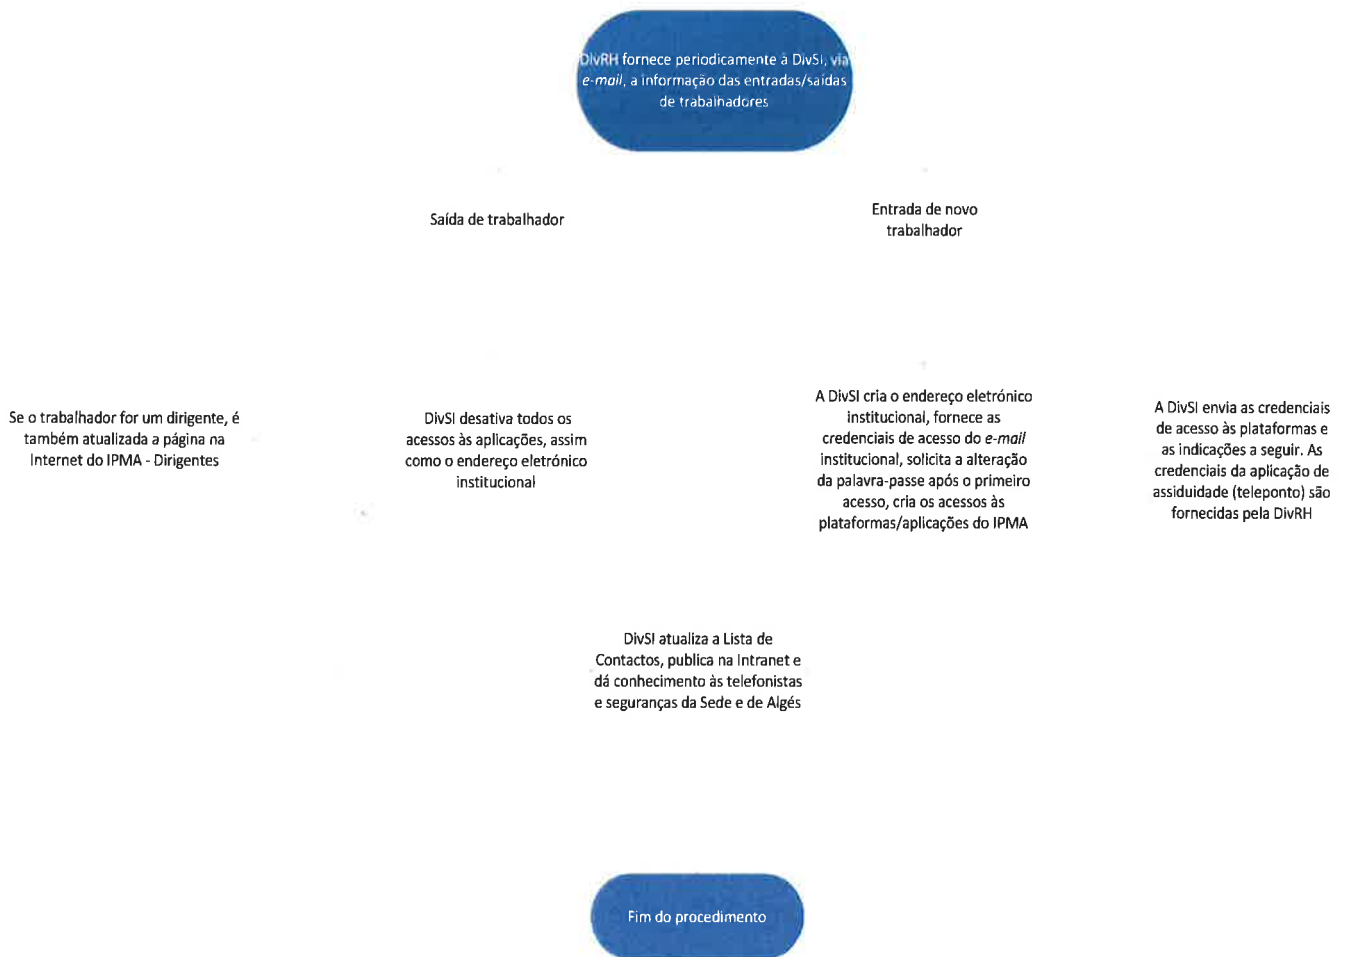 DivRH fornece periodicamente à DivSI, via
e-mail, a informação das entradas/saídas
de trabalhadores
Saída de trabalhador
Entrada de novo
trabalhador
Se o trabalhador for um dirigente, é
também atualizada a página na
Internet do IPMA - Dirigentes
DivSI desativa todos os
acessos às aplicações, assim
como o endereço eletrónico
institucional
A DivSI cria o endereço eletrónico
institucional, fornece as
credenciais de acesso do e-mail
institucional, solicita a alteração
da palavra-passe após o primeiro
acesso, cria os acessos às
plataformas/aplicações do IPMA
A DivSI envia as credenciais
de acesso às plataformas e
as indicações a seguir. As
credenciais da aplicação de
assiduidade (teleponto) são
fornecidas pela DivRH
DivSI atualiza a Lista de
Contactos, publica na Intranet e
dá conhecimento às telefonistas
e seguranças da Sede e de Algés
Fim do procedimento